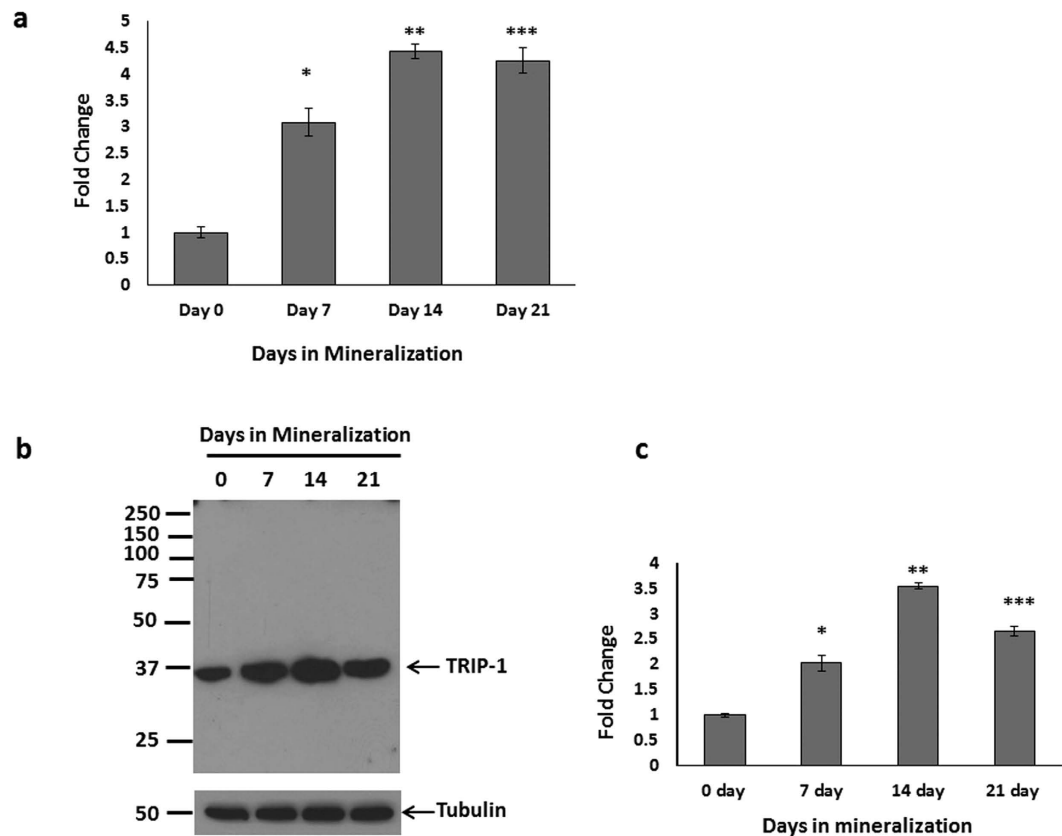 a
5
4.5
4
3.5
3
2.5
2
1.5
1
0.5
0
Fold Change
*
**
***
Day 0 Day 7 Day 14 Day 21
Days in Mineralization
b
Days in Mineralization
0 7 14 21
250
150
100
75
50
37
25
TRIP-1
50
Tubulin
c
4
3.5
3
2.5
2
1.5
1
0.5
0
Fold Change
*
**
***
0 day 7 day 14 day 21 day
Days in mineralization